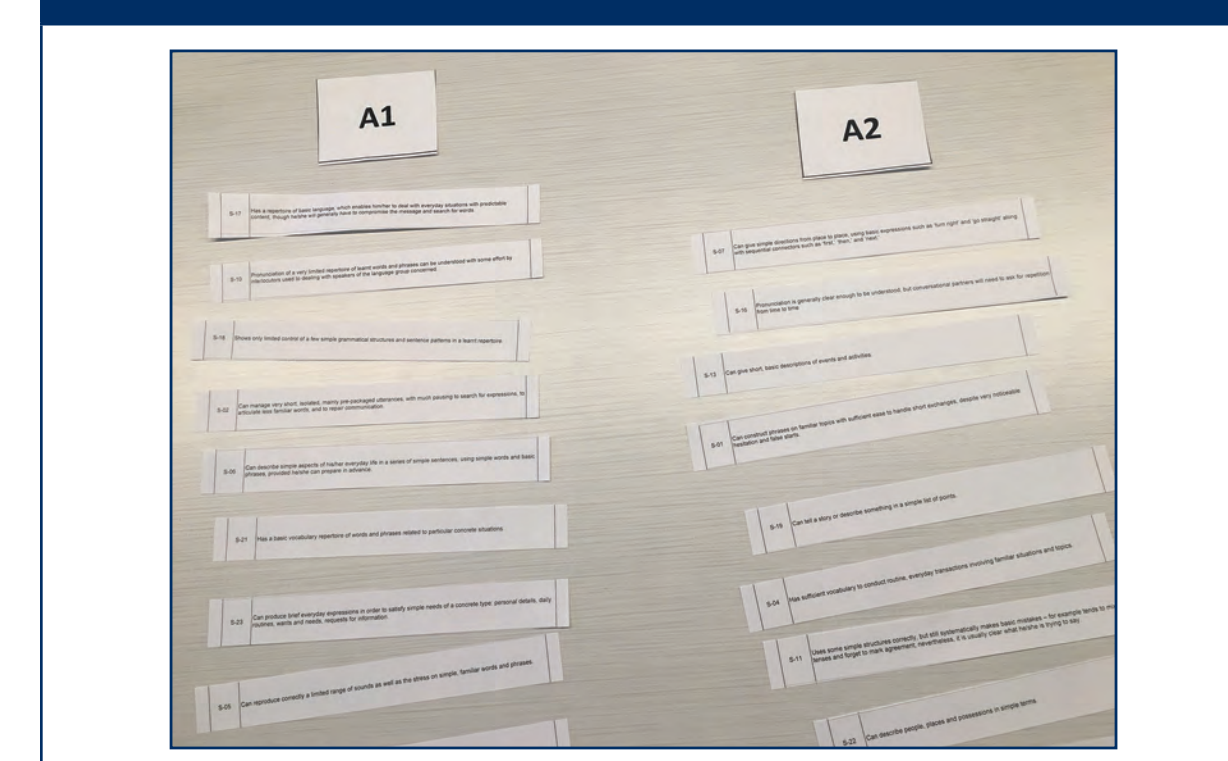 A1
S-17
Has a repertoire of basic language, which enables him/her to deal with everyday situations with predictable
content, though he/she will generally have to compromise the message and search for words.
S-10
Pronunciation of a very limited repertoire of learnt words and phrases can be understood with some effort by
interlocutors used to dealing with speakers of the language group concerned.
Shows only limited control of a few simple grammatical structures and sentence patterns in a learnt repertoire.
S-02
Can manage very short, isolated, mainly pre-packaged utterances, with much pausing to search for expressions, to
articulate less familiar words, and to repair communication.
Can describe simple aspects of his/her everyday life in a series of simple sentences, using simple words and basic
phrases, provided he/she can prepare in advance.
S-21
Has a basic vocabulary repertoire of words and phrases related to particular concrete situations.
S-23
Can produce brief everyday expressions in order to satisfy simple needs of a concrete type: personal details, daily
routines, wants and needs, requests for information.
S-05
Can reproduce correctly a limited range of sounds as well as the stress on simple, familiar words and phrases.
A2
S-07
Can give simple directions from place to place, using basic expressions such as 'turn right' and 'go straight' along
with sequential connectors such as 'first,' 'then,' and 'next.'
Pronunciation is generally clear enough to be understood, but conversational partners will need to ask for repetition
from time to time
S-13
Can give short, basic descriptions of events and activities.
S-01
Can construct phrases on familiar topics with sufficient ease to handle short exchanges, despite very noticeable
hesitation and false starts.
S-19
Can tell a story or describe something in a simple list of points.
S-04
Has sufficient vocabulary to conduct routine, everyday transactions involving familiar situations and topics.
S-11
Uses some simple structures correctly, but still systematically makes basic mistakes – for example tends to
tenses and forget to mark agreement; nevertheless, it is usually clear what he/she is trying to say.
S-22
Can describe people, places and possessions in simple terms.